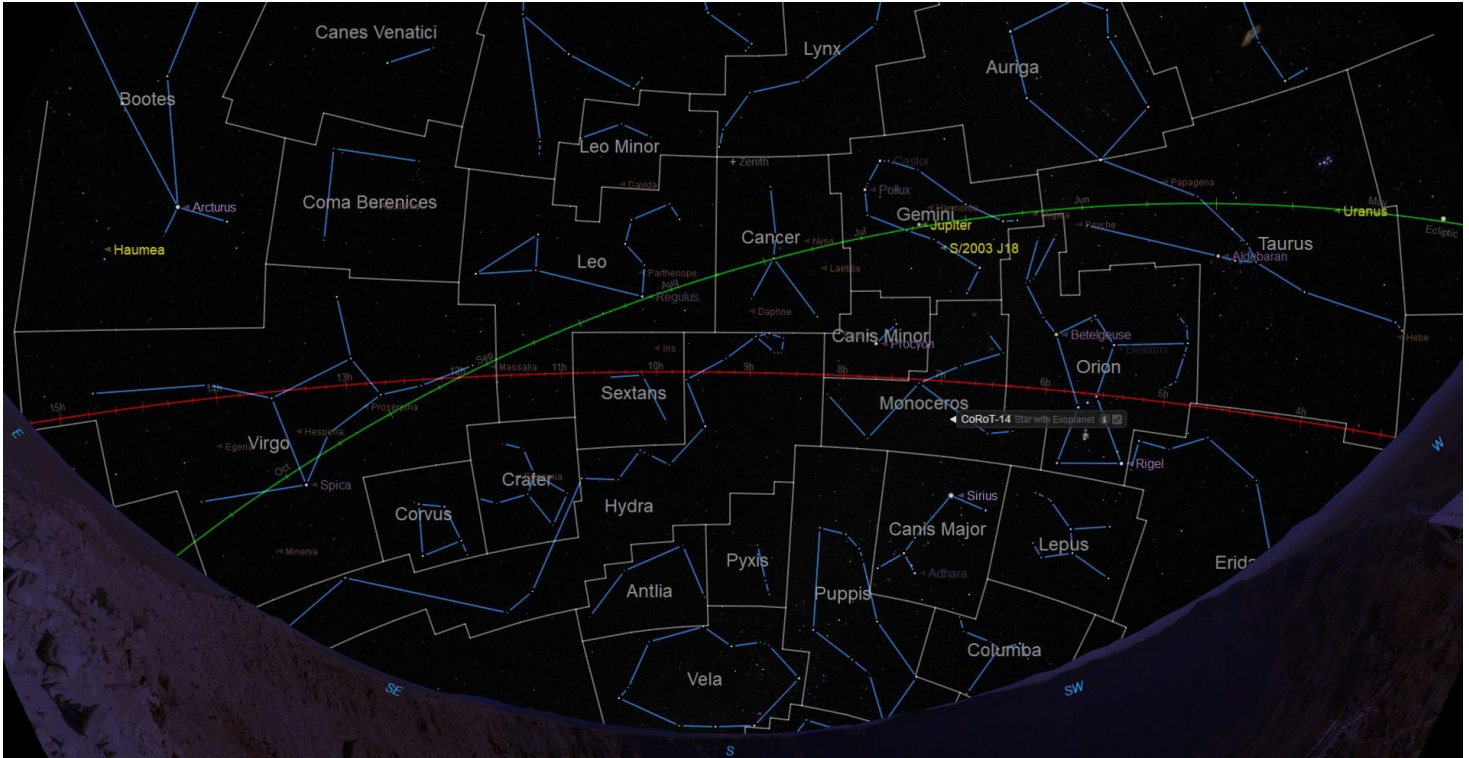 Canes Venatici
Lynx
Auriga
Bootes
Leo Minor
Zenith
Castor
Davida
Papagena
Pollux
Coma Berenices
Arcturus
Harmonia
Jun
May
Gemini
Jupiter
Uranus
Psyche
Ecliptic
Haumea
Cancer
Jul
Nysa
S/2003 J18
Taurus
Leo
Aldebaran
Parthenope
Laetitia
Aug
Regulus
Daphne
Canis Minor
Procyon
Betelgeuse
Hebe
Bellatrix
Iris
Sep
Massalia
Orion
15h
14h
13h
12h
11h
10h
9h
8h
7h
6h
5h
4h
Sextans
Proserpina
Monoceros
CoRoT-14 Star with Exoplanet
E
Hesperia
Egeria
Virgo
W
Oct
Rigel
Spica
Crater
Sirius
Corvus
Hydra
Canis Major
Lepus
Minerva
Pyxis
Erida
Adhara
Antlia
Puppis
Columba
Vela
SE
SW
S